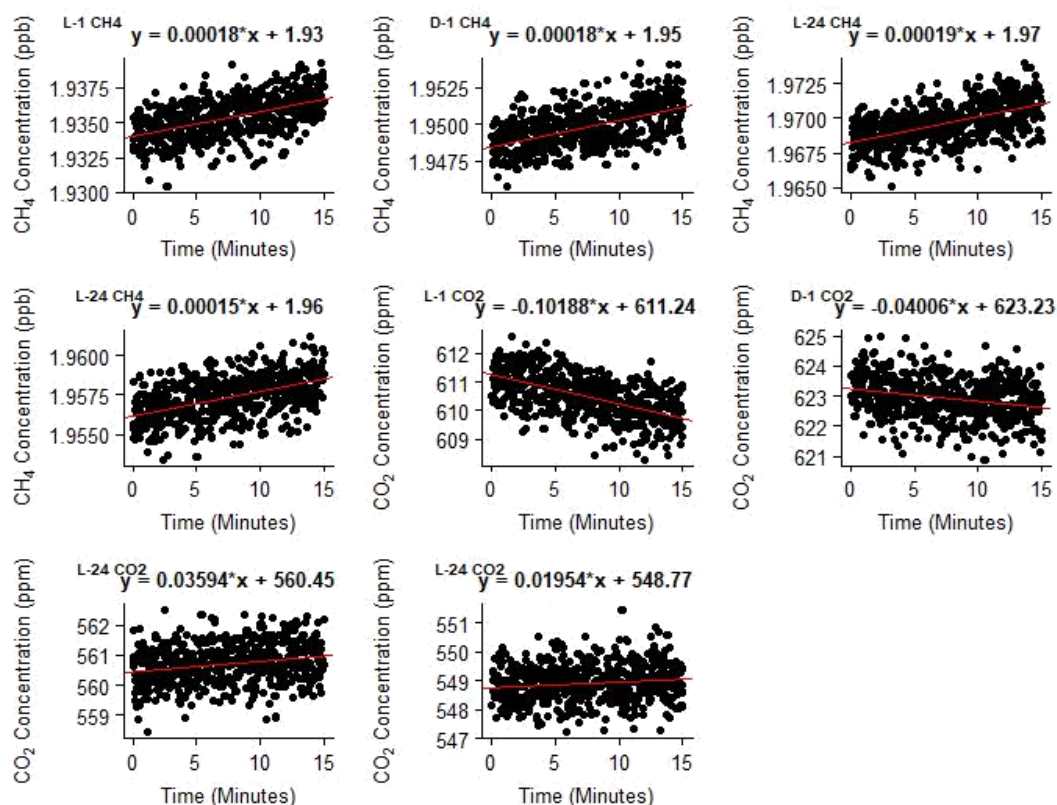 L-1 CH4
y = 0.00018*x + 1.93
CH4 Concentration (ppb)
1.9375
1.9350
1.9325
1.9300
0 5 10 15
Time (Minutes)
D-1 CH4
y = 0.00018*x + 1.95
CH4 Concentration (ppb)
1.9525
1.9500
1.9475
0 5 10 15
Time (Minutes)
L-24 CH4
y = 0.00019*x + 1.97
CH4 Concentration (ppb)
1.9725
1.9700
1.9675
1.9650
0 5 10 15
Time (Minutes)
L-24 CH4
y = 0.00015*x + 1.96
CH4 Concentration (ppb)
1.9600
1.9575
1.9550
0 5 10 15
Time (Minutes)
L-1 CO2
y = -0.10188*x + 611.24
CO2 Concentration (ppm)
612
611
610
609
0 5 10 15
Time (Minutes)
D-1 CO2
y = -0.04006*x + 623.23
CO2 Concentration (ppm)
625
624
623
622
621
0 5 10 15
Time (Minutes)
L-24 CO2
y = 0.03594*x + 560.45
CO2 Concentration (ppm)
562
561
560
559
0 5 10 15
Time (Minutes)
L-24 CO2
y = 0.01954*x + 548.77
CO2 Concentration (ppm)
551
550
549
548
547
0 5 10 15
Time (Minutes)